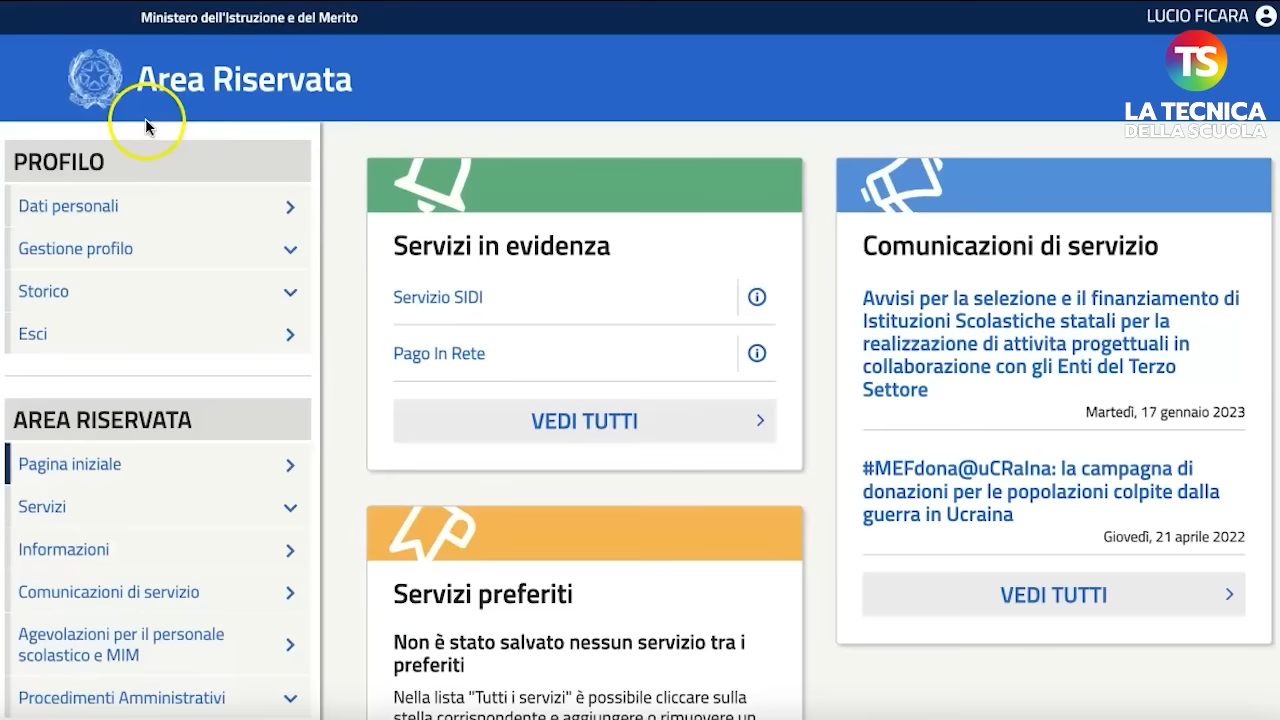 Ministero dell'Istruzione e del Merito
LUCIO FICARA
Area Riservata
TS
LA TECNICA
DELLA SCUOLA
PROFILO
Dati personali
Gestione profilo
Storico
Esci
AREA RISERVATA
Pagina iniziale
Servizi
Informazioni
Comunicazioni di servizio
Agevolazioni per il personale
scolastico e MIM
Procedimenti Amministrativi
Servizi in evidenza
Servizio SIDI
Pago In Rete
VEDI TUTTI
Servizi preferiti
Non è stato salvato nessun servizio tra i
preferiti
Nella lista "Tutti i servizi" è possibile cliccare sulla
stella corrispondente e aggiungere o rimuovere un
Comunicazioni di servizio
Avvisi per la selezione e il finanziamento di
Istituzioni Scolastiche statali per la
realizzazione di attivita progettuali in
collaborazione con gli Enti del Terzo
Settore
Martedì, 17 gennaio 2023
#MEFdona@uCRaIna: la campagna di
donazioni per le popolazioni colpite dalla
guerra in Ucraina
Giovedì, 21 aprile 2022
VEDI TUTTI